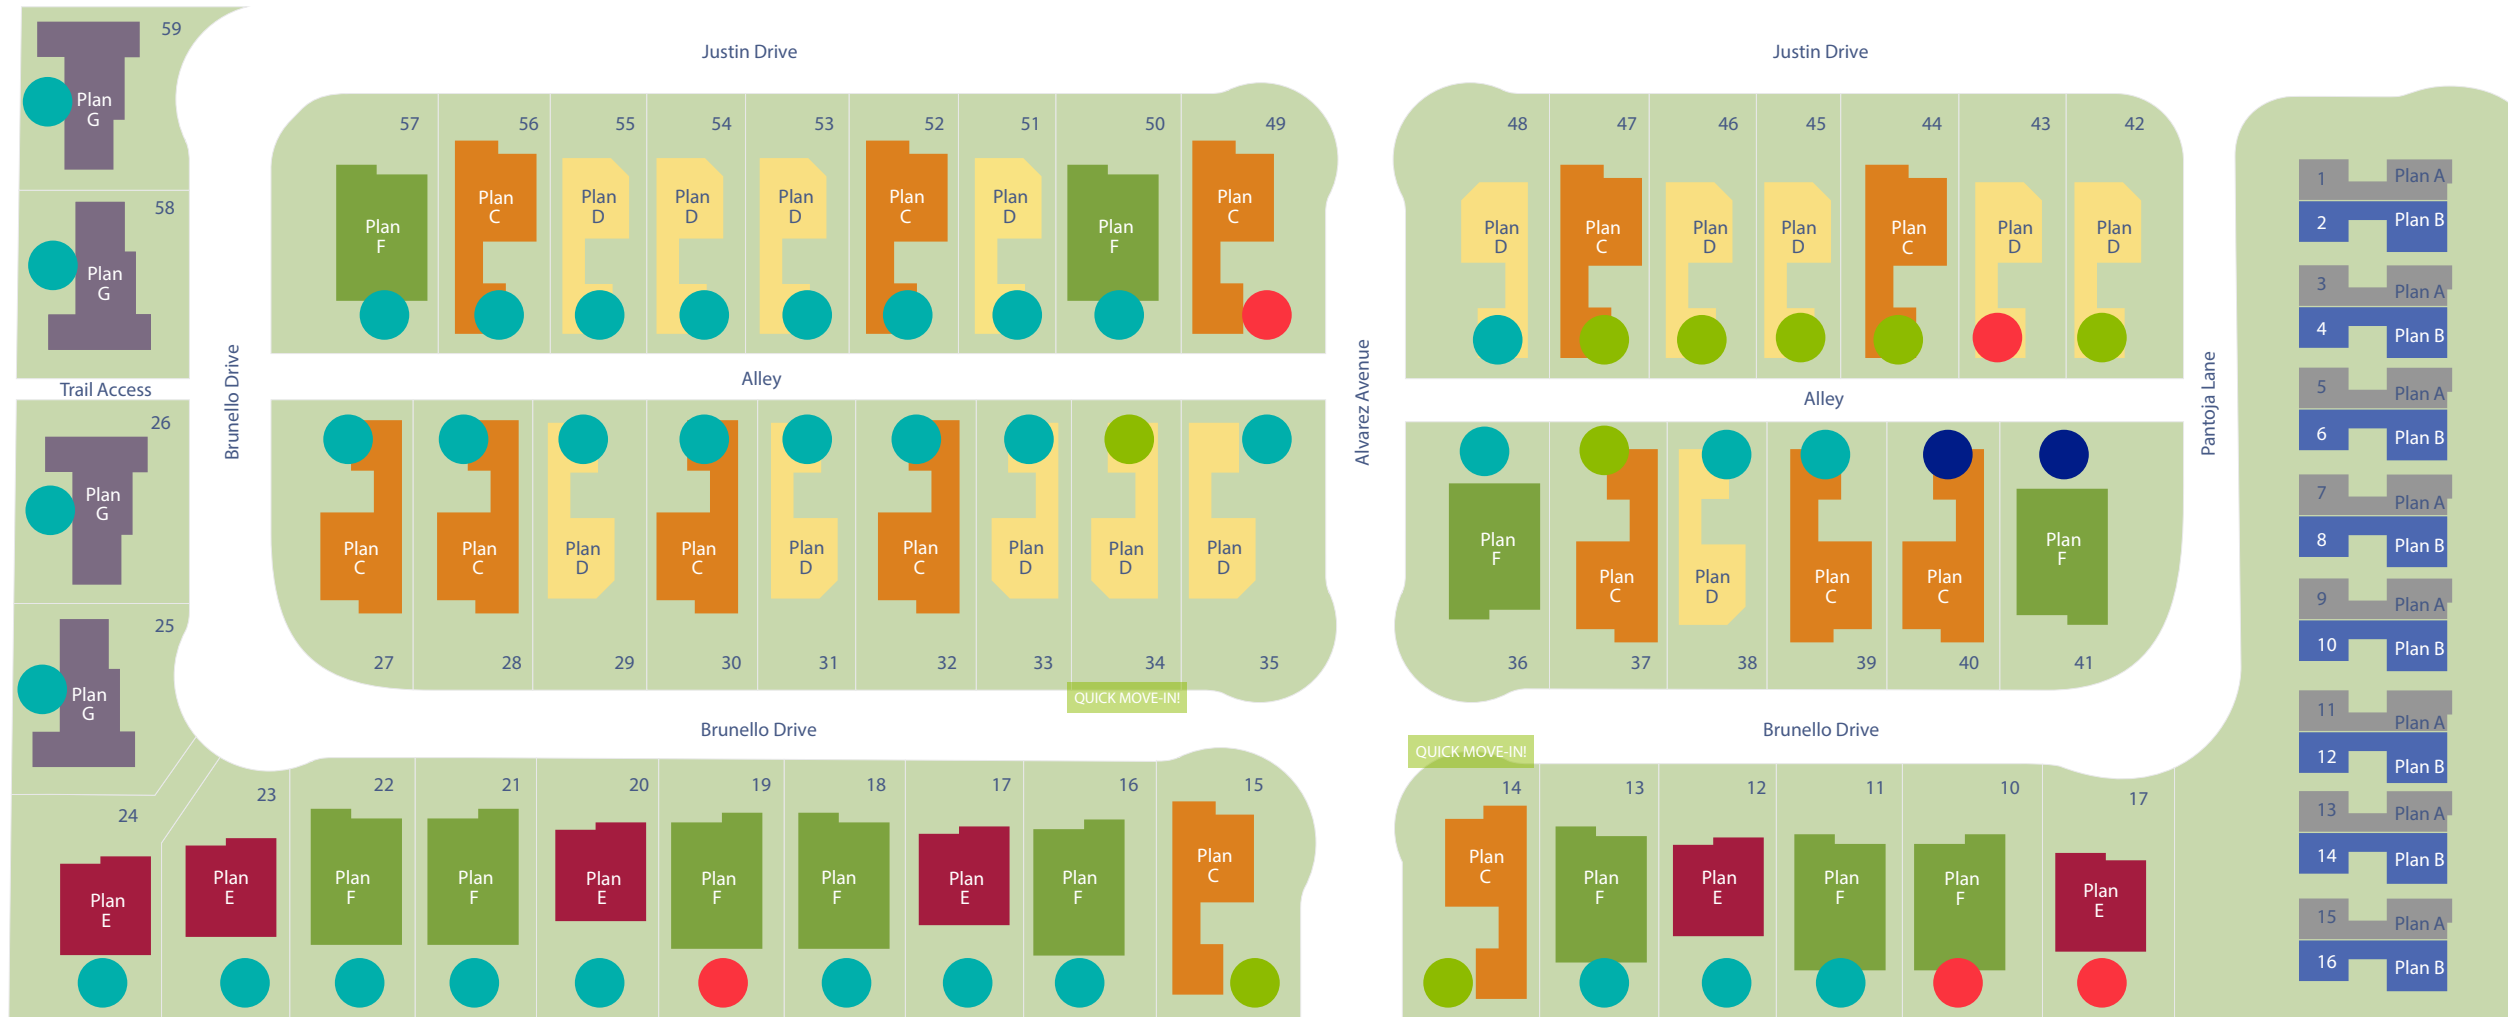 59
Plan
G
58
Plan
G
Trail Access
26
Plan
G
25
Plan
G
24
Plan
E
Brunello Drive
Justin Drive
57
56
55
54
53
52
51
50
49
Plan
F
Plan
C
Plan
D
Plan
D
Plan
D
Plan
C
Plan
D
Plan
F
Plan
C
Alley
Plan
C
Plan
C
Plan
D
Plan
C
Plan
D
Plan
C
Plan
D
Plan
D
Plan
D
27
28
29
30
31
32
33
34
35
QUICK MOVE-IN!
Brunello Drive
23
22
21
20
19
18
17
16
15
Plan
E
Plan
F
Plan
F
Plan
E
Plan
F
Plan
F
Plan
E
Plan
F
Plan
C
Alvarez Avenue
Justin Drive
48
47
46
45
44
43
42
Plan
D
Plan
C
Plan
D
Plan
D
Plan
C
Plan
D
Plan
D
Alley
Plan
F
Plan
C
Plan
D
Plan
C
Plan
C
Plan
F
36
37
38
39
40
41
Brunello Drive
QUICK MOVE-IN!
14
13
12
11
10
17
Plan
C
Plan
F
Plan
E
Plan
F
Plan
F
Plan
E
Pantoja Lane
1 Plan A
2 Plan B
3 Plan A
4 Plan B
5 Plan A
6 Plan B
7 Plan A
8 Plan B
9 Plan A
10 Plan B
11 Plan A
12 Plan B
13 Plan A
14 Plan B
15 Plan A
16 Plan B